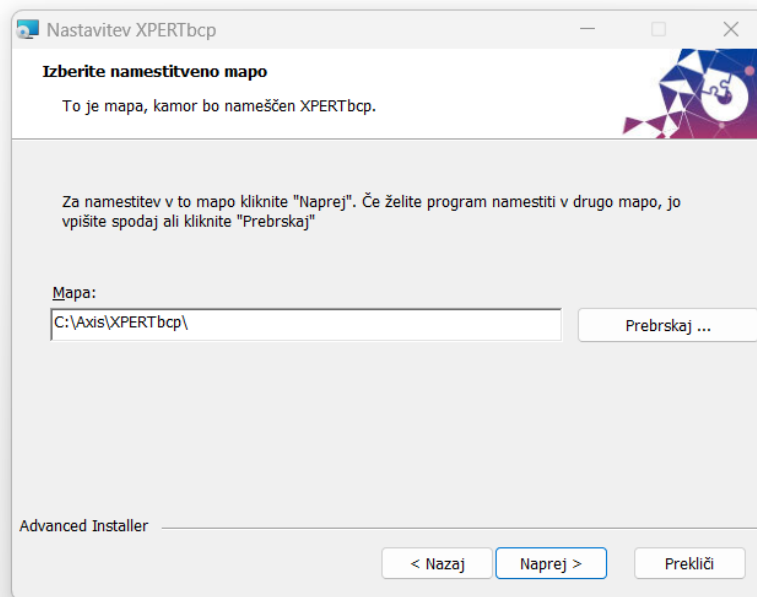 Nastavitev XPERTbcp
Izberite namestitveno mapo
To je mapa, kamor bo nameščen XPERTbcp.
Za namestitev v to mapo kliknite "Naprej". Če želite program namestiti v drugo mapo, jo
vpišite spodaj ali kliknite "Prebrskaj"
Mapa:
C:\Axis\XPERTbcp\
Prebrskaj ...
Advanced Installer
< Nazaj
Naprej >
Prekliči